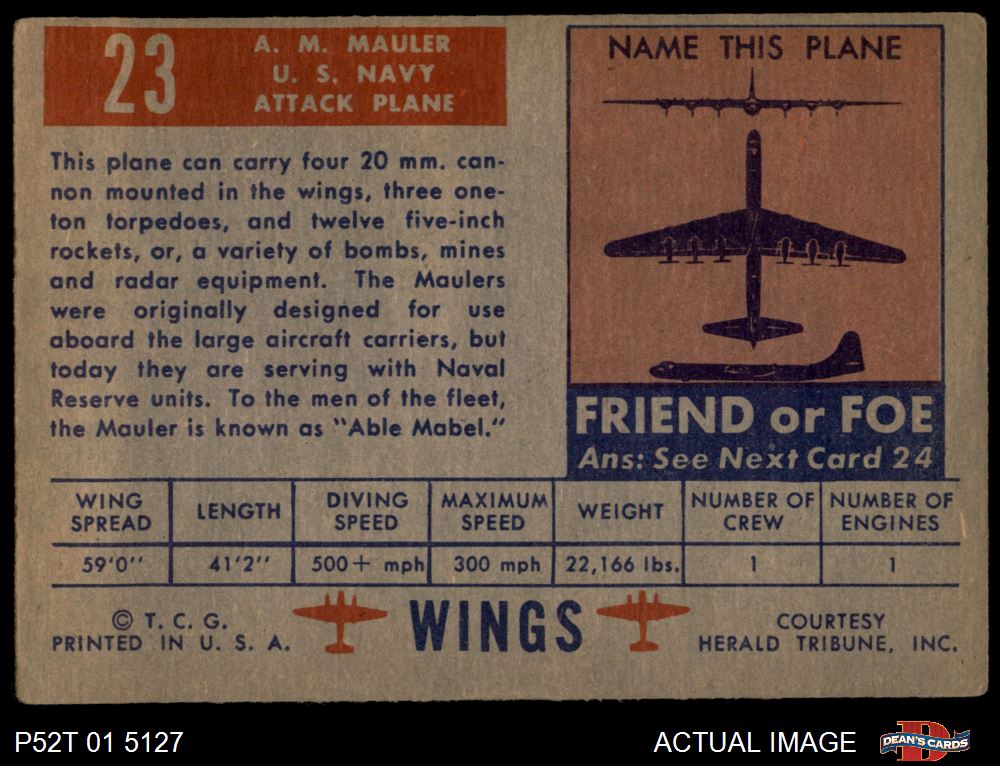 23
A. M. MAULER
U. S. NAVY
ATTACK PLANE
This plane can carry four 20 mm. can-
non mounted in the wings, three one-
ton torpedoes, and twelve five-inch
rockets, or, a variety of bombs, mines
and radar equipment. The Maulers
were originally designed for use
aboard the large aircraft carriers, but
today they are serving with Naval
Reserve units. To the men of the fleet,
the Mauler is known as "Able Mabel."
NAME THIS PLANE
FRIEND or FOE
Ans: See Next Card 24
WING SPREAD LENGTH DIVING SPEED MAXIMUM SPEED WEIGHT NUMBER OF CREW NUMBER OF ENGINES
59'0" 41'2" 500+ mph 300 mph 22,166 lbs. 1 1
© T. C. G.
PRINTED IN U. S. A.
WINGS
COURTESY
HERALD TRIBUNE, INC.
P52T 01 5127
ACTUAL IMAGE
D
DEAN'S CARDS